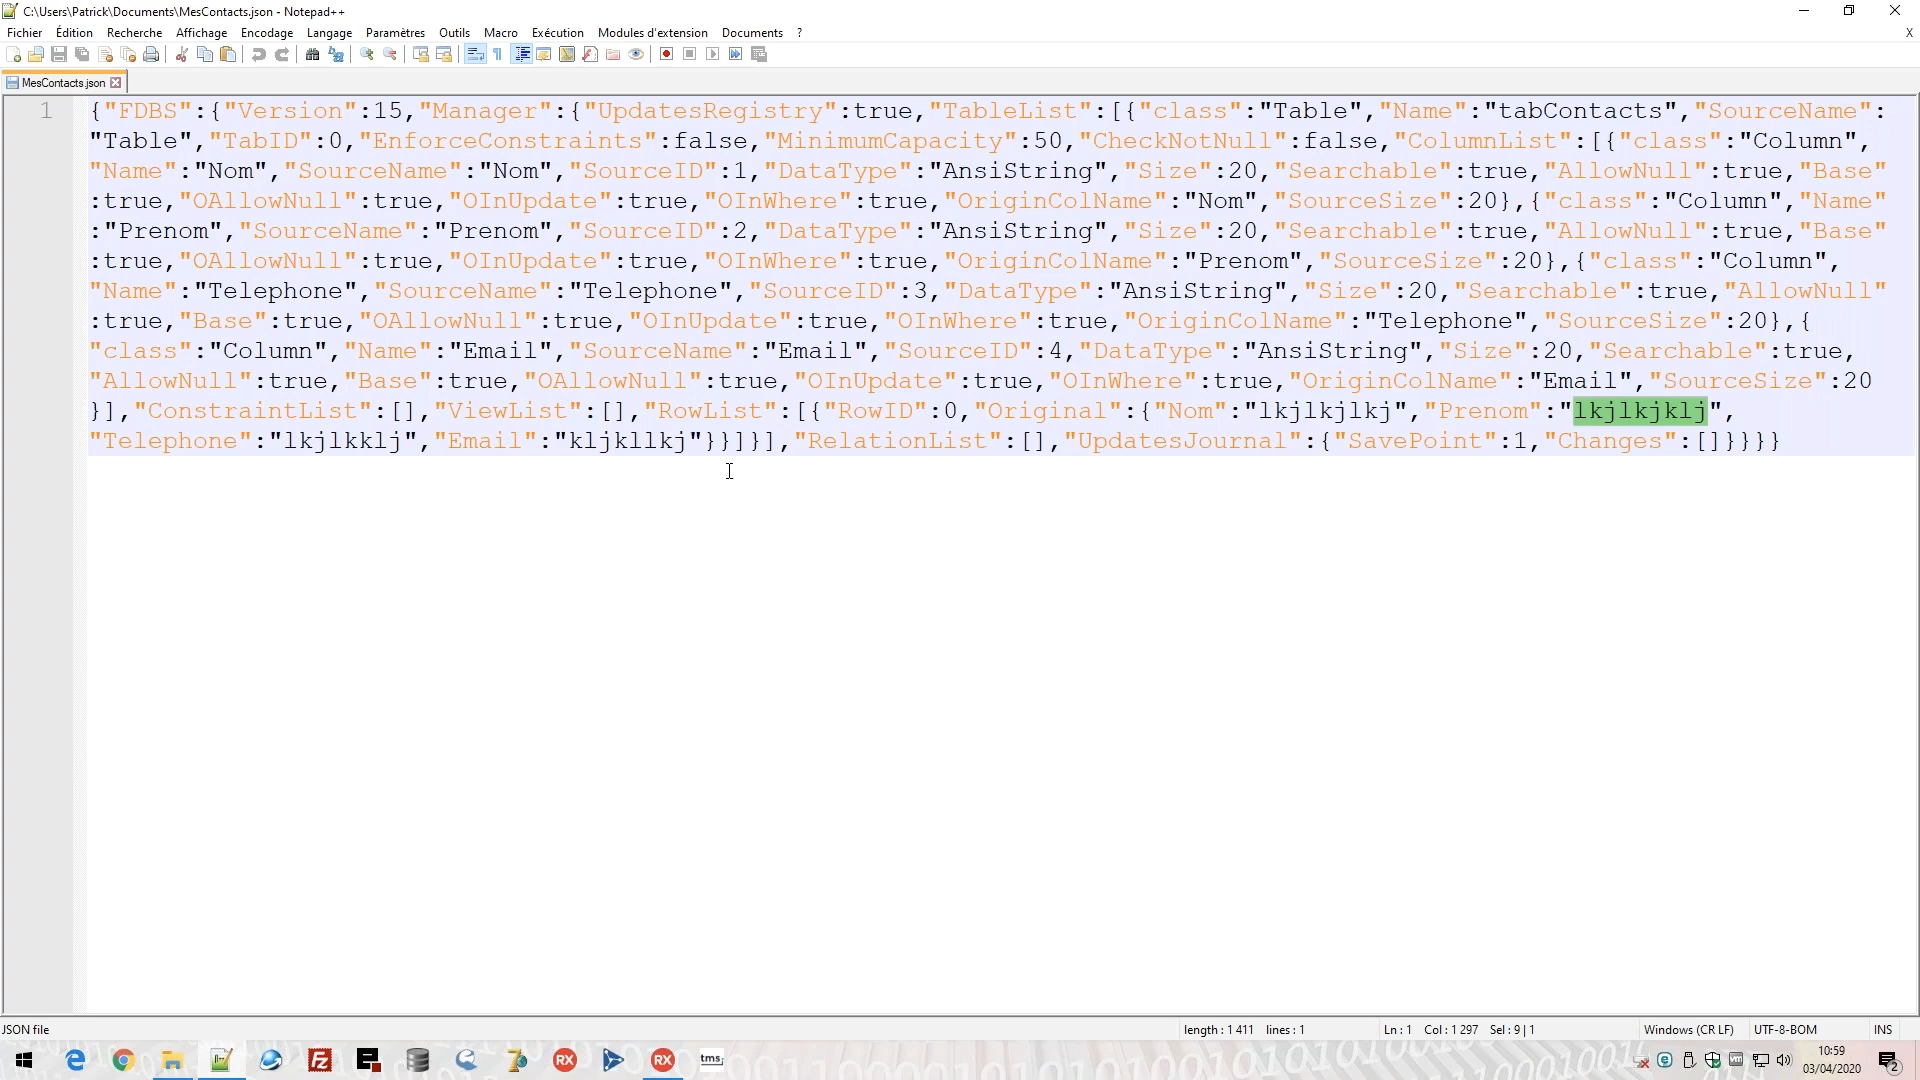 C:\Users\Patrick\Documents\MesContacts.json - Notepad++
Fichier Édition Recherche Affichage Encodage Langage Paramètres Outils Macro Exécution Modules d'extension Documents ? X
MesContacts.json
1 {"FDBS":{"Version":15,"Manager":{"UpdatesRegistry":true,"TableList":[{"class":"Table","Name":"tabContacts","SourceName":
"Table","TabID":0,"EnforceConstraints":false,"MinimumCapacity":50,"CheckNotNull":false,"ColumnList":[{"class":"Column",
"Name":"Nom","SourceName":"Nom","SourceID":1,"DataType":"AnsiString","Size":20,"Searchable":true,"AllowNull":true,"Base"
:true,"OAllowNull":true,"OInUpdate":true,"OInWhere":true,"OriginColName":"Nom","SourceSize":20},{"class":"Column","Name"
:"Prenom","SourceName":"Prenom","SourceID":2,"DataType":"AnsiString","Size":20,"Searchable":true,"AllowNull":true,"Base"
:true,"OAllowNull":true,"OInUpdate":true,"OInWhere":true,"OriginColName":"Prenom","SourceSize":20},{"class":"Column",
"Name":"Telephone","SourceName":"Telephone","SourceID":3,"DataType":"AnsiString","Size":20,"Searchable":true,"AllowNull"
:true,"Base":true,"OAllowNull":true,"OInUpdate":true,"OInWhere":true,"OriginColName":"Telephone","SourceSize":20},{
"class":"Column","Name":"Email","SourceName":"Email","SourceID":4,"DataType":"AnsiString","Size":20,"Searchable":true,
"AllowNull":true,"Base":true,"OAllowNull":true,"OInUpdate":true,"OInWhere":true,"OriginColName":"Email","SourceSize":20
}],"ConstraintList":[],"ViewList":[],"RowList":[{"RowID":0,"Original":{"Nom":"lkjlkjlkj","Prenom":"lkjlkjklj",
"Telephone":"lkjlkklj","Email":"kljkllkj"}}]}],"RelationList":[],"UpdatesJournal":{"SavePoint":1,"Changes":[]}}}}
JSON file length : 1 411 lines : 1 Ln : 1 Col : 1 297 Sel : 9 | 1 Windows (CR LF) UTF-8-BOM INS
RX RX tms
10:59
03/04/2020
2